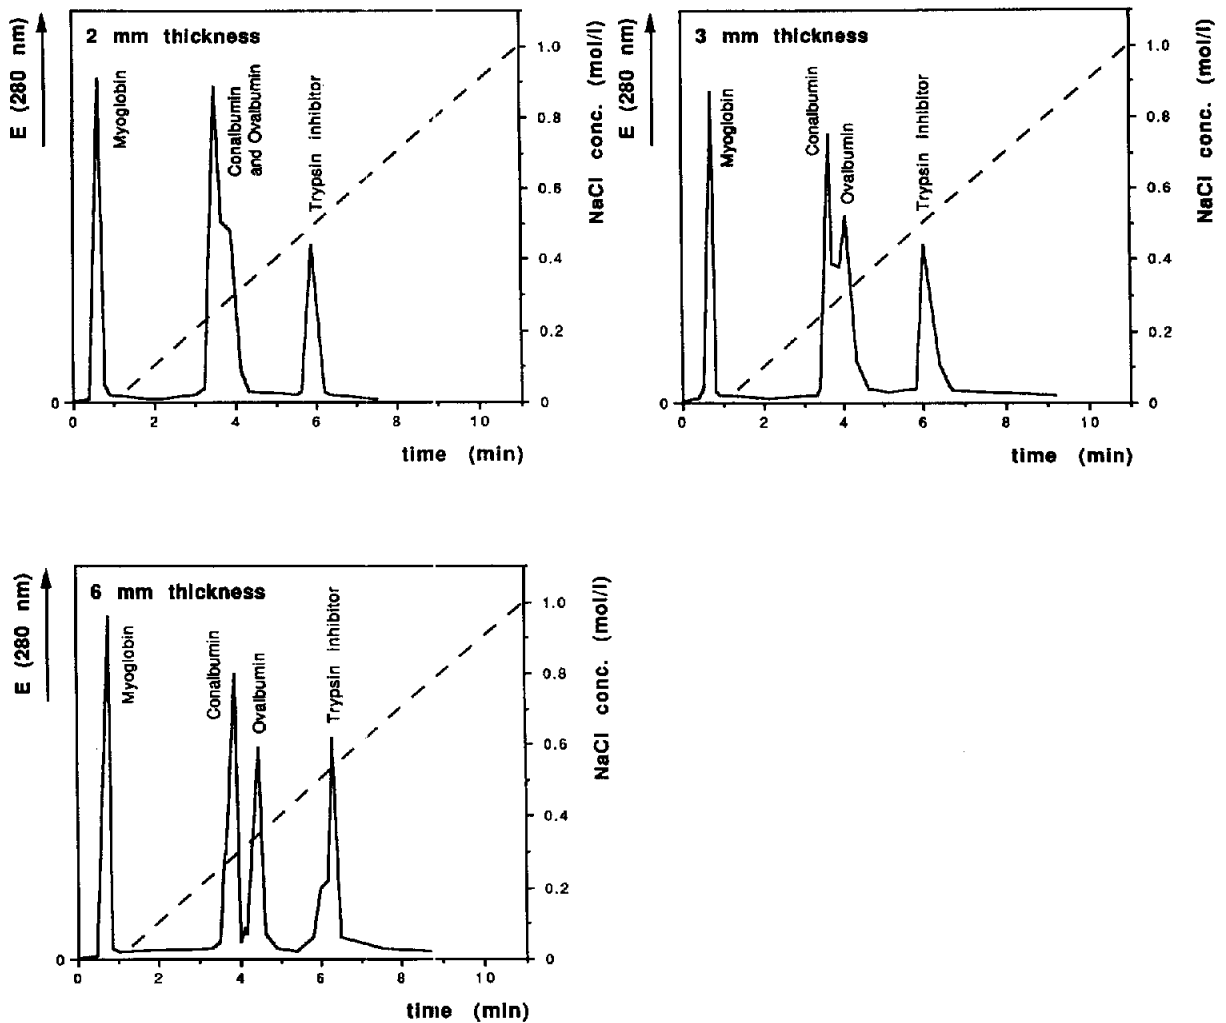 2 mm thickness
E (280 nm)
Myoglobin
Conalbumin
and Ovalbumin
Trypsin inhibitor
NaCl conc. (mol/l)
1.0
0.8
0.6
0.4
0.2
0
0
0 2 4 6 8 10
time (min)
3 mm thickness
E (280 nm)
Myoglobin
Conalbumin
Ovalbumin
Trypsin inhibitor
NaCl conc. (mol/l)
1.0
0.8
0.6
0.4
0.2
0
0
0 2 4 6 8 10
time (min)
6 mm thickness
E (280 nm)
Myoglobin
Conalbumin
Ovalbumin
Trypsin inhibitor
NaCl conc. (mol/l)
1.0
0.8
0.6
0.4
0.2
0
0
0 2 4 6 8 10
time (min)